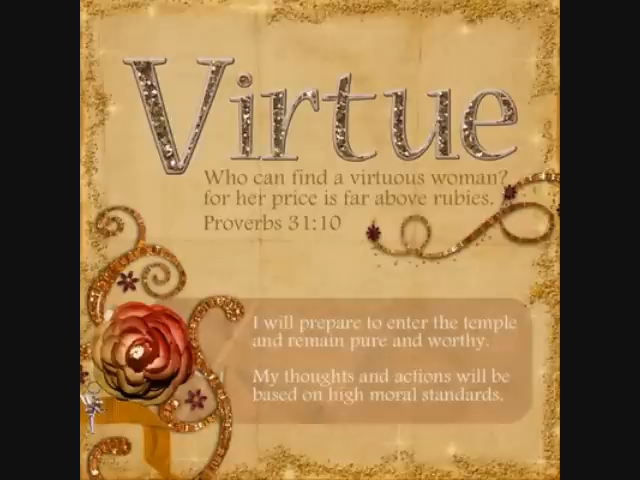 Virtue
Who can find a virtuous woman?
for her price is far above rubies.
Proverbs 31:10
I will prepare to enter the temple
and remain pure and worthy.
My thoughts and actions will be
based on high moral standards.